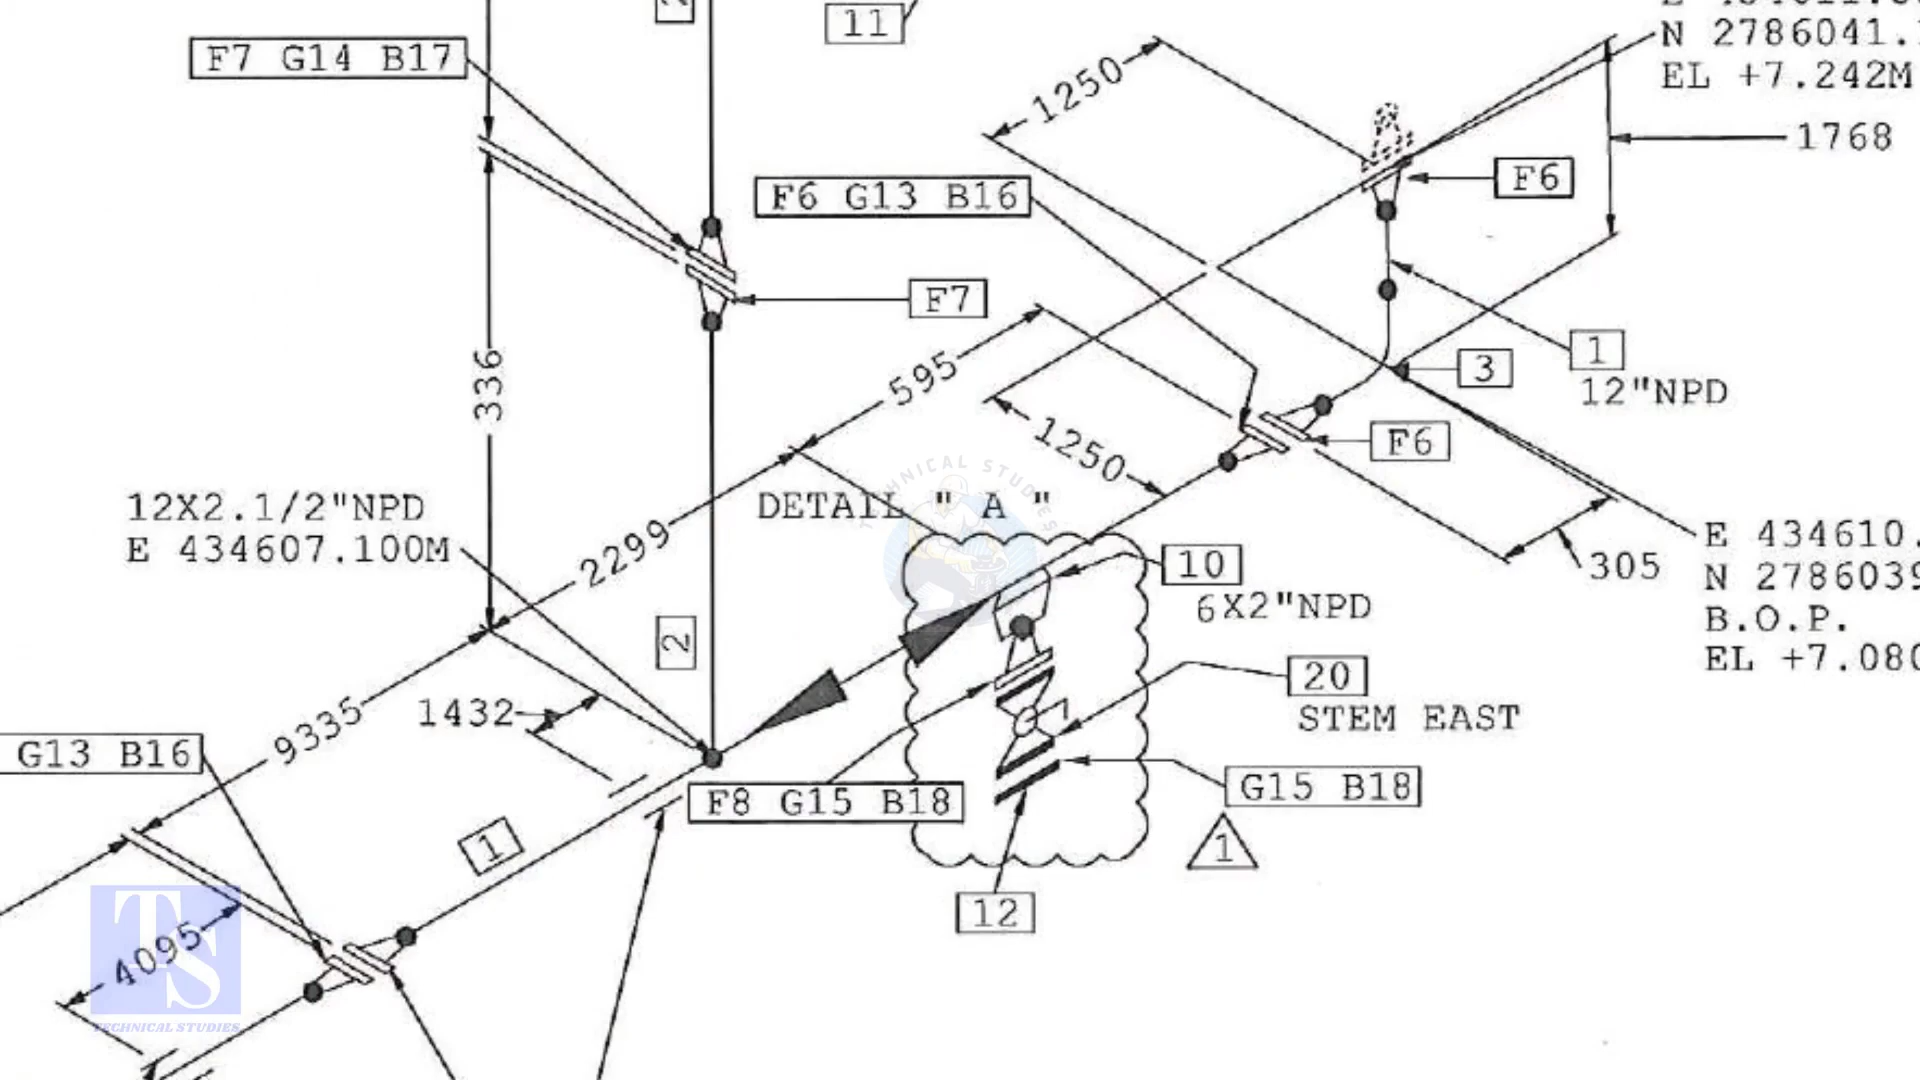 11
N 2786041.
EL +7.242M
F7 G14 B17
1250
1768
F6 G13 B16
F6
F7
1
12"NPD
3
336
595
1250
F6
12X2.1/2"NPD
E 434607.100M
DETAIL "A"
TECHNICAL STUDIES
2299
305
E 434610.
N 278603
B.O.P.
EL +7.080
10
6X2"NPD
2
20
STEM EAST
1432
9335
G13 B16
F8 G15 B18
G15 B18
1
1
12
4095
TS
TECHNICAL STUDIES